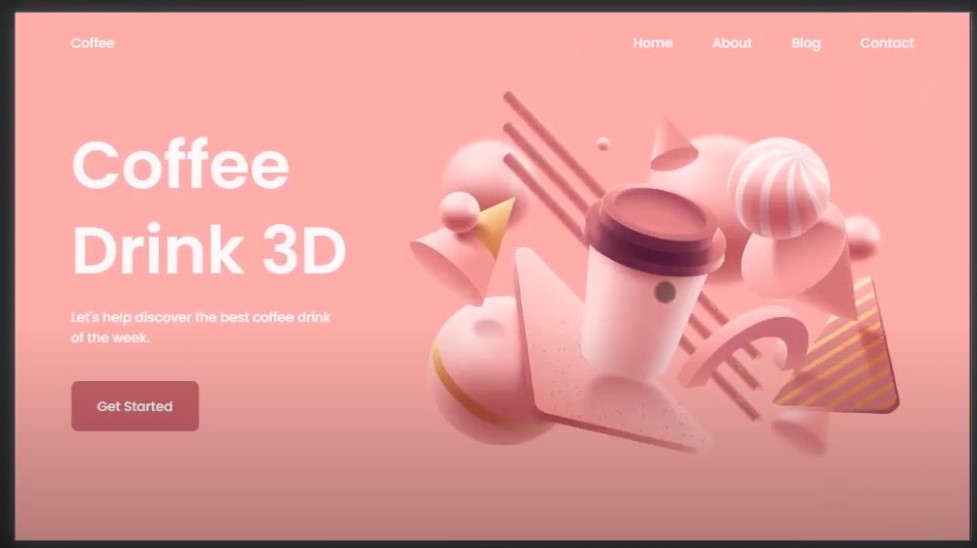 Coffee
Home About Blog Contact
Coffee
Drink 3D
Let's help discover the best coffee drink
of the week.
Get Started